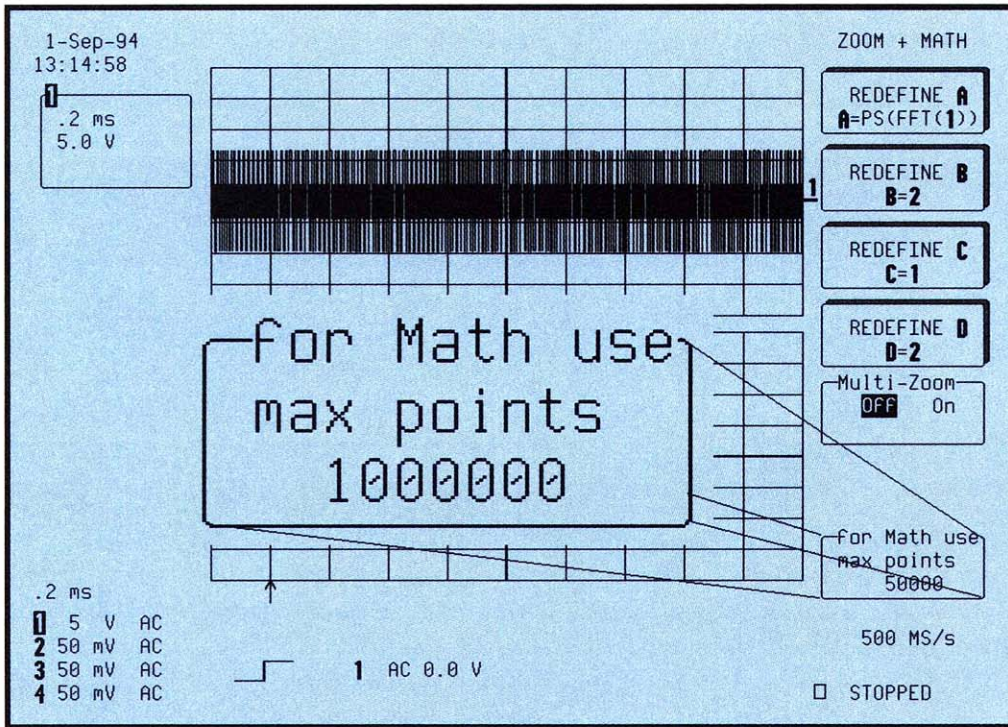 1-Sep-94
13:14:58
1
.2 ms
5.0 V
ZOOM + MATH
REDEFINE A
A=PS(FFT(1))
REDEFINE B
B=2
REDEFINE C
C=1
REDEFINE D
D=2
Multi-Zoom
OFF On
1
for Math use
max points
1000000
for Math use
max points
50000
.2 ms
1 5 V AC
2 50 mV AC
3 50 mV AC
4 50 mV AC
1 AC 0.0 V
500 MS/s
STOPPED